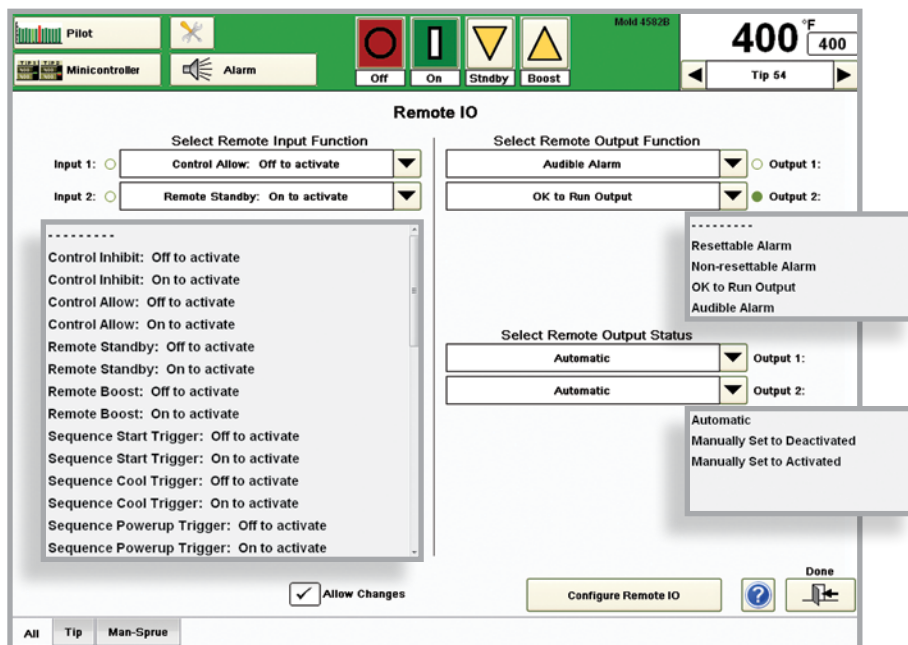 Pilot
Minicontroller
Alarm
Off
On
Stndby
Boost
Mold 4582B
400 °F
400
Tip 54
Remote IO
Select Remote Input Function
Input 1:
Control Allow: Off to activate
Input 2:
Remote Standby: On to activate
---------
Control Inhibit: Off to activate
Control Inhibit: On to activate
Control Allow: Off to activate
Control Allow: On to activate
Remote Standby: Off to activate
Remote Standby: On to activate
Remote Boost: Off to activate
Remote Boost: On to activate
Sequence Start Trigger: Off to activate
Sequence Start Trigger: On to activate
Sequence Cool Trigger: Off to activate
Sequence Cool Trigger: On to activate
Sequence Powerup Trigger: Off to activate
Sequence Powerup Trigger: On to activate
Select Remote Output Function
Audible Alarm
Output 1:
OK to Run Output
Output 2:
---------
Resettable Alarm
Non-resettable Alarm
OK to Run Output
Audible Alarm
Select Remote Output Status
Automatic
Output 1:
Automatic
Output 2:
Automatic
Manually Set to Deactivated
Manually Set to Activated
Allow Changes
Configure Remote IO
?
Done
All
Tip
Man-Sprue